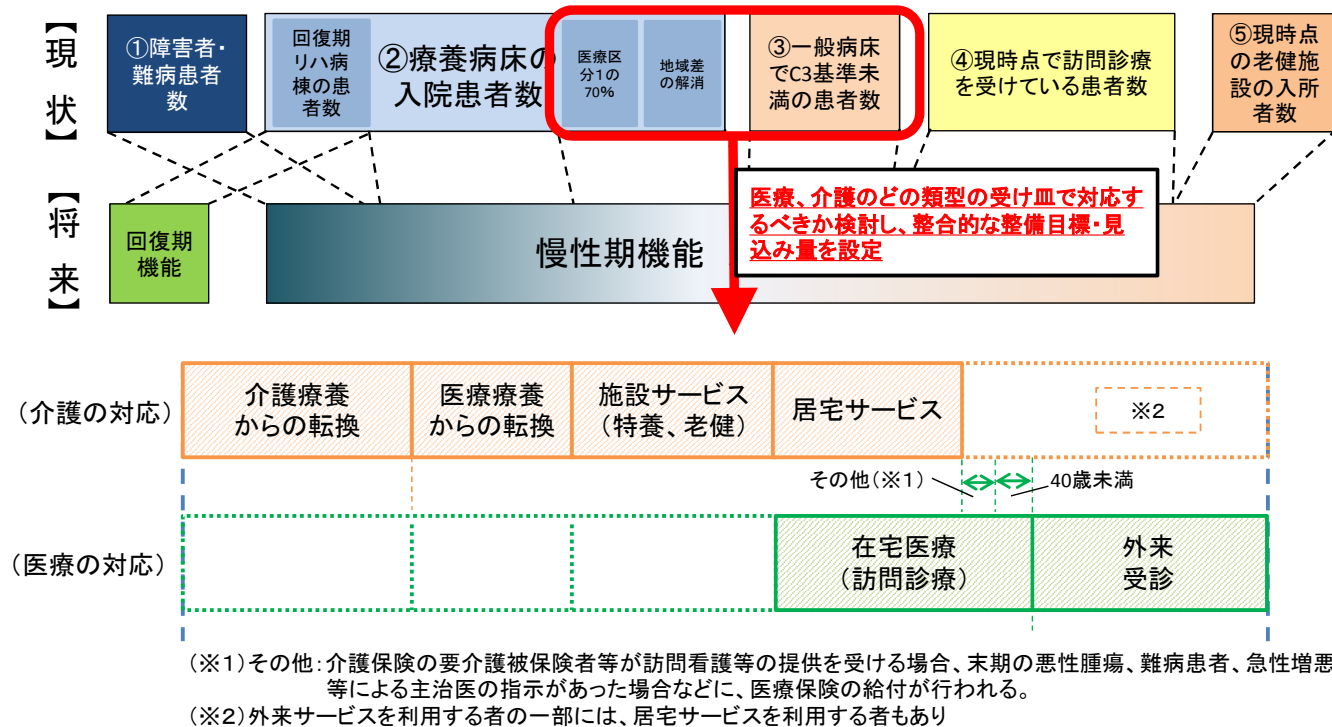 【現状】
①障害者・
難病患者
数
回復期
リハ病
棟の患
者数
②療養病床の
入院患者数
医療区
分1の
70%
地域差
の解消
③一般病床
でC3基準未
満の患者数
④現時点で訪問診療
を受けている患者数
⑤現時点
の老健施
設の入所
者数
【将来】
回復期
機能
慢性期機能
医療、介護のどの類型の受け皿で対応す
るべきか検討し、整合的な整備目標・見
込み量を設定
(介護の対応)
介護療養
からの転換
医療療養
からの転換
施設サービス
(特養、老健)
居宅サービス
※2
その他(※1)
40歳未満
(医療の対応)
在宅医療
(訪問診療)
外来
受診
(※1)その他:介護保険の要介護被保険者等が訪問看護等の提供を受ける場合、末期の悪性腫瘍、難病患者、急性増悪
等による主治医の指示があった場合などに、医療保険の給付が行われる。
(※2)外来サービスを利用する者の一部には、居宅サービスを利用する者もあり